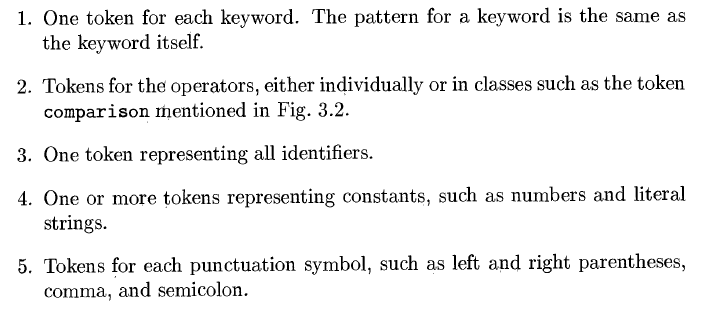 1. One token for each keyword. The pattern for a keyword is the same as
the keyword itself.
2. Tokens for the operators, either individually or in classes such as the token
comparison mentioned in Fig. 3.2.
3. One token representing all identifiers.
4. One or more tokens representing constants, such as numbers and literal
strings.
5. Tokens for each punctuation symbol, such as left and right parentheses,
comma, and semicolon.